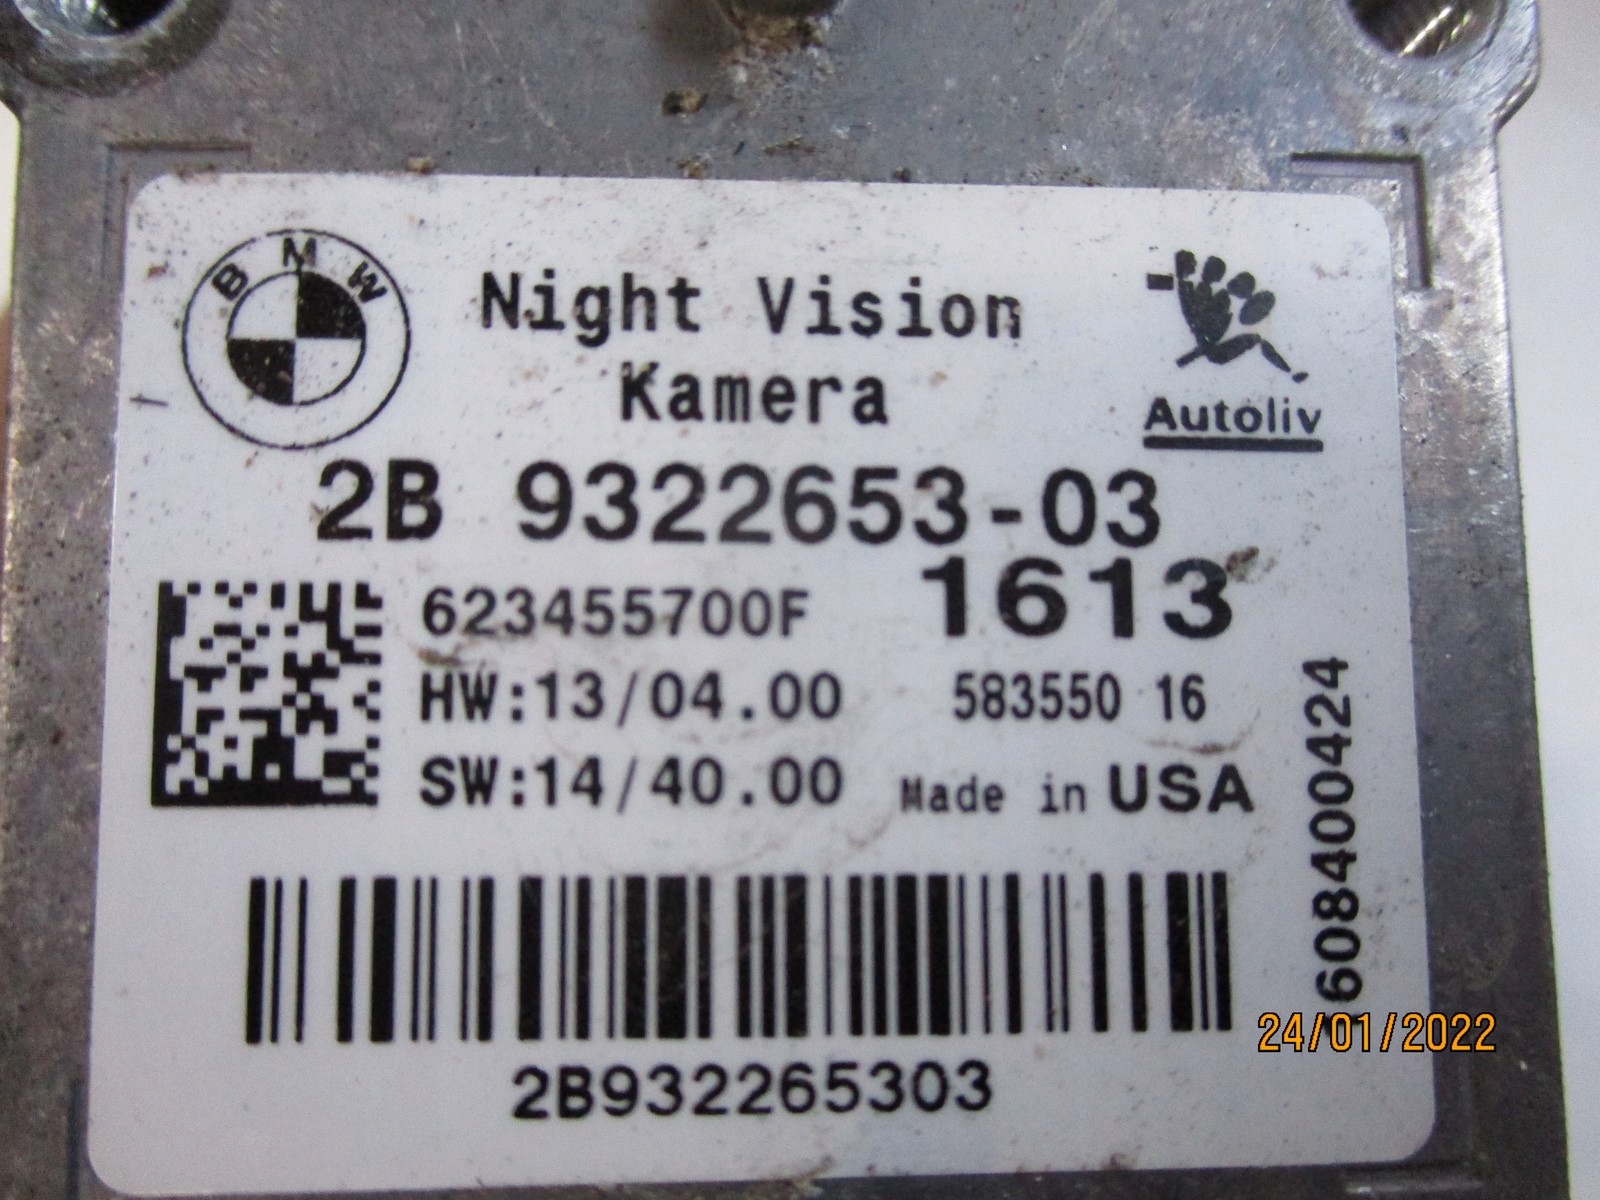 BMW
Night Vision
Kamera
Autoliv
2B 9322653-03
1613
623455700F
HW:13/04.00
583550 16
SW:14/40.00
Made in USA
6084000424
2B932265303
24/01/2022